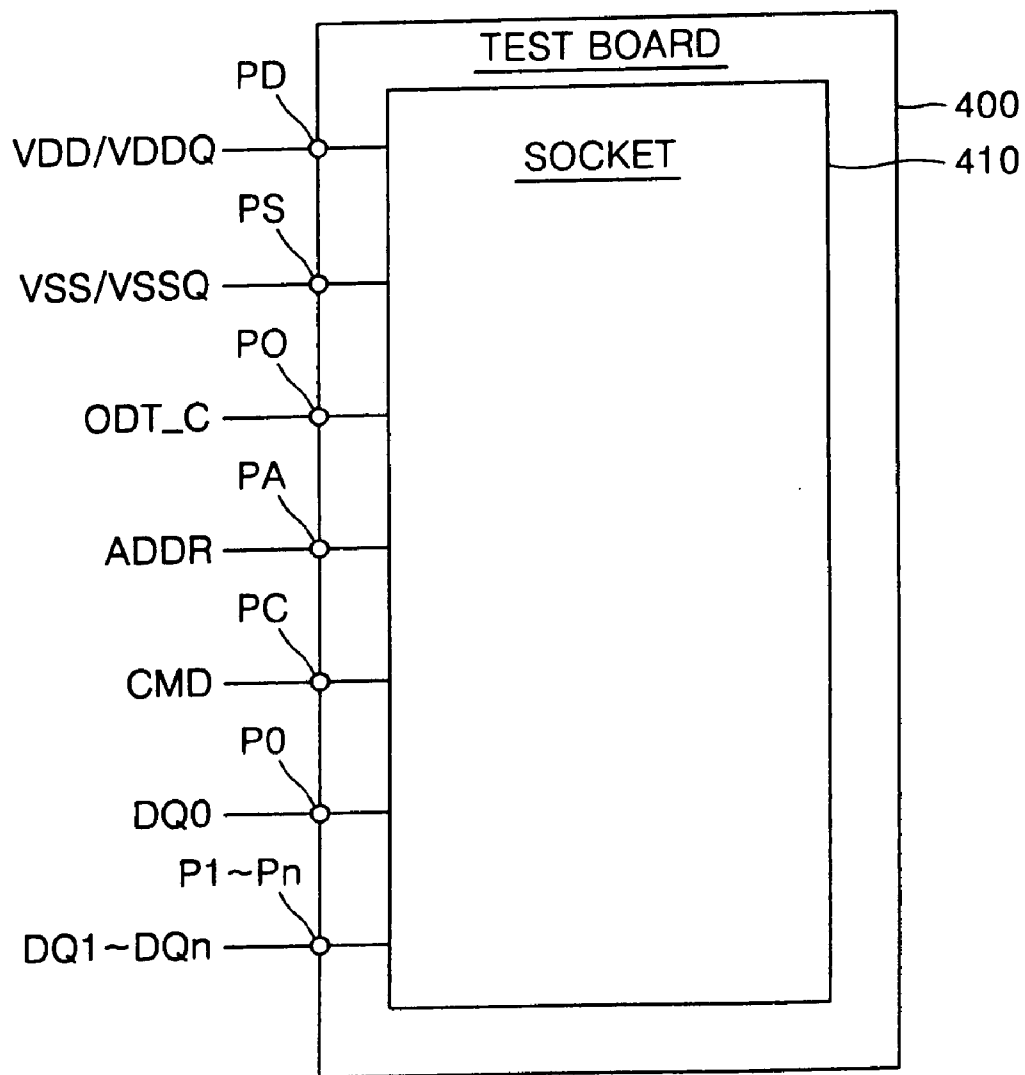 TEST BOARD
PD
400
VDD/VDDQ
SOCKET
410
PS
VSS/VSSQ
PO
ODT_C
PA
ADDR
PC
CMD
P0
DQ0
P1~Pn
DQ1~DQn